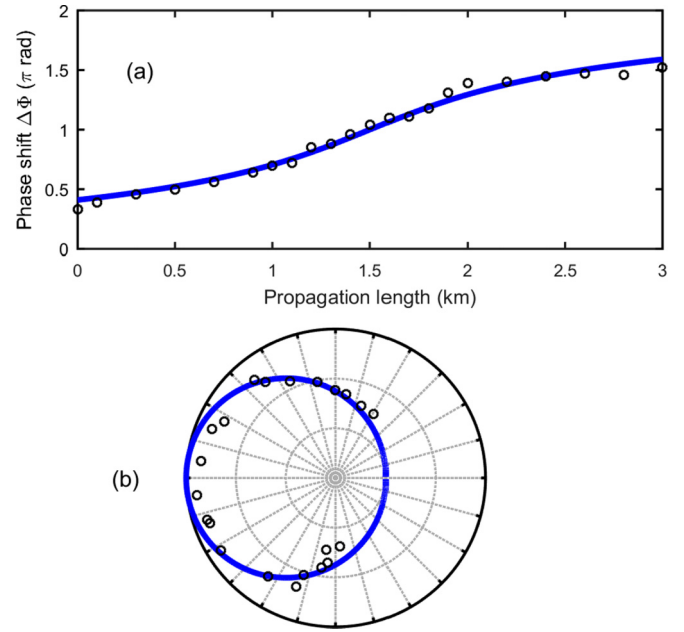 2
1.5
1
0.5
0
Phase shift ΔΦ (π rad)
(a)
0 0.5 1 1.5 2 2.5 3
Propagation length (km)
(b)